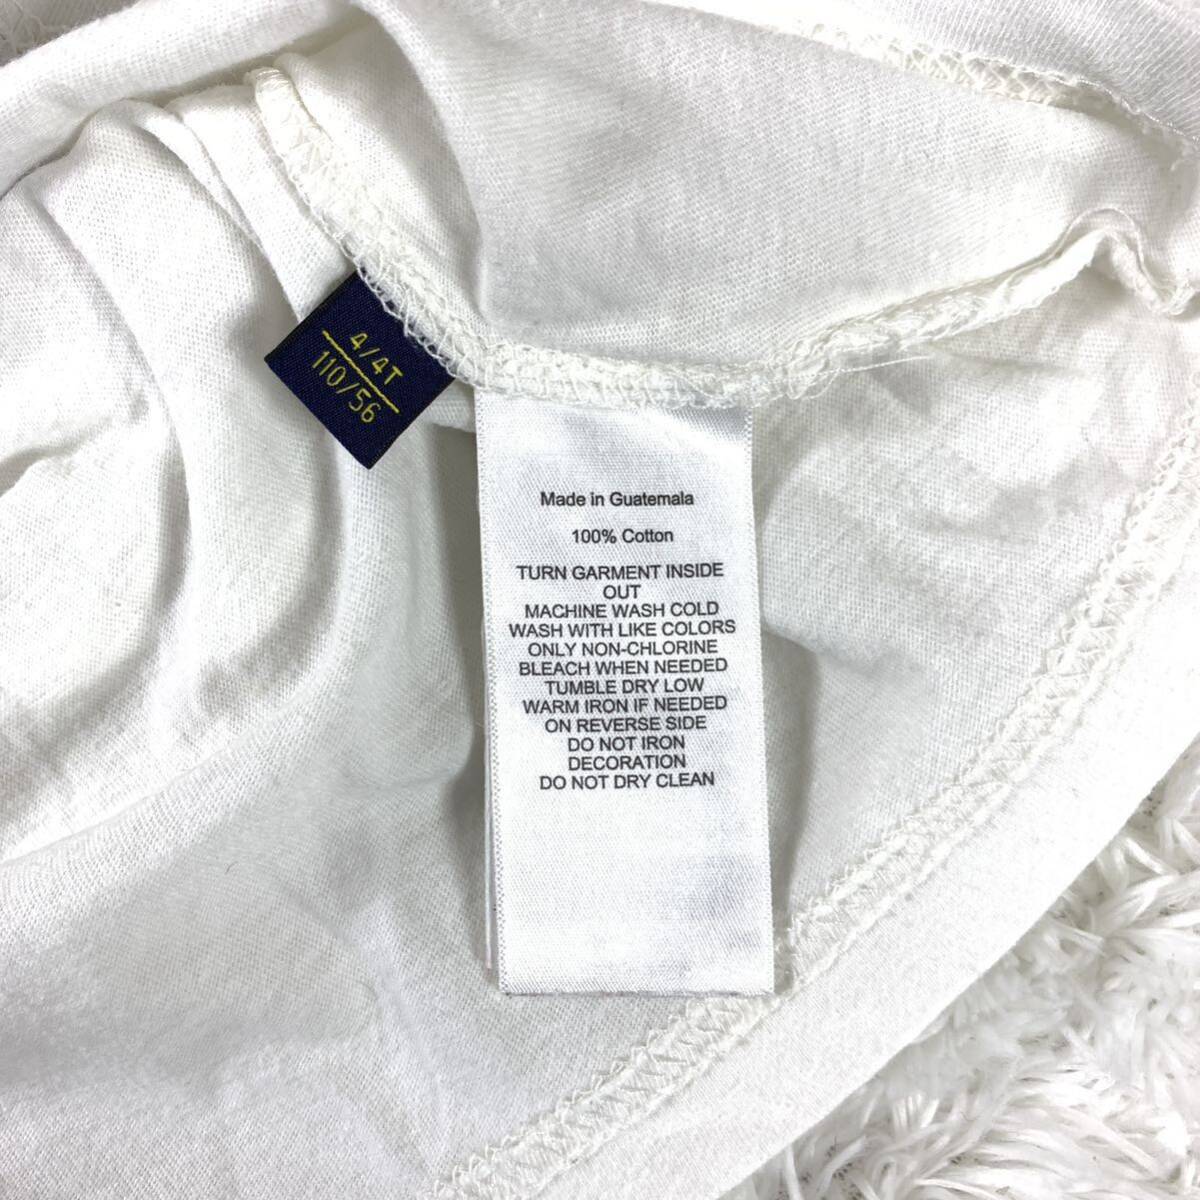 4/4T
110/56
Made in Guatemala
100% Cotton
TURN GARMENT INSIDE
OUT
MACHINE WASH COLD
WASH WITH LIKE COLORS
ONLY NON-CHLORINE
BLEACH WHEN NEEDED
TUMBLE DRY LOW
WARM IRON IF NEEDED
ON REVERSE SIDE
DO NOT IRON
DECORATION
DO NOT DRY CLEAN